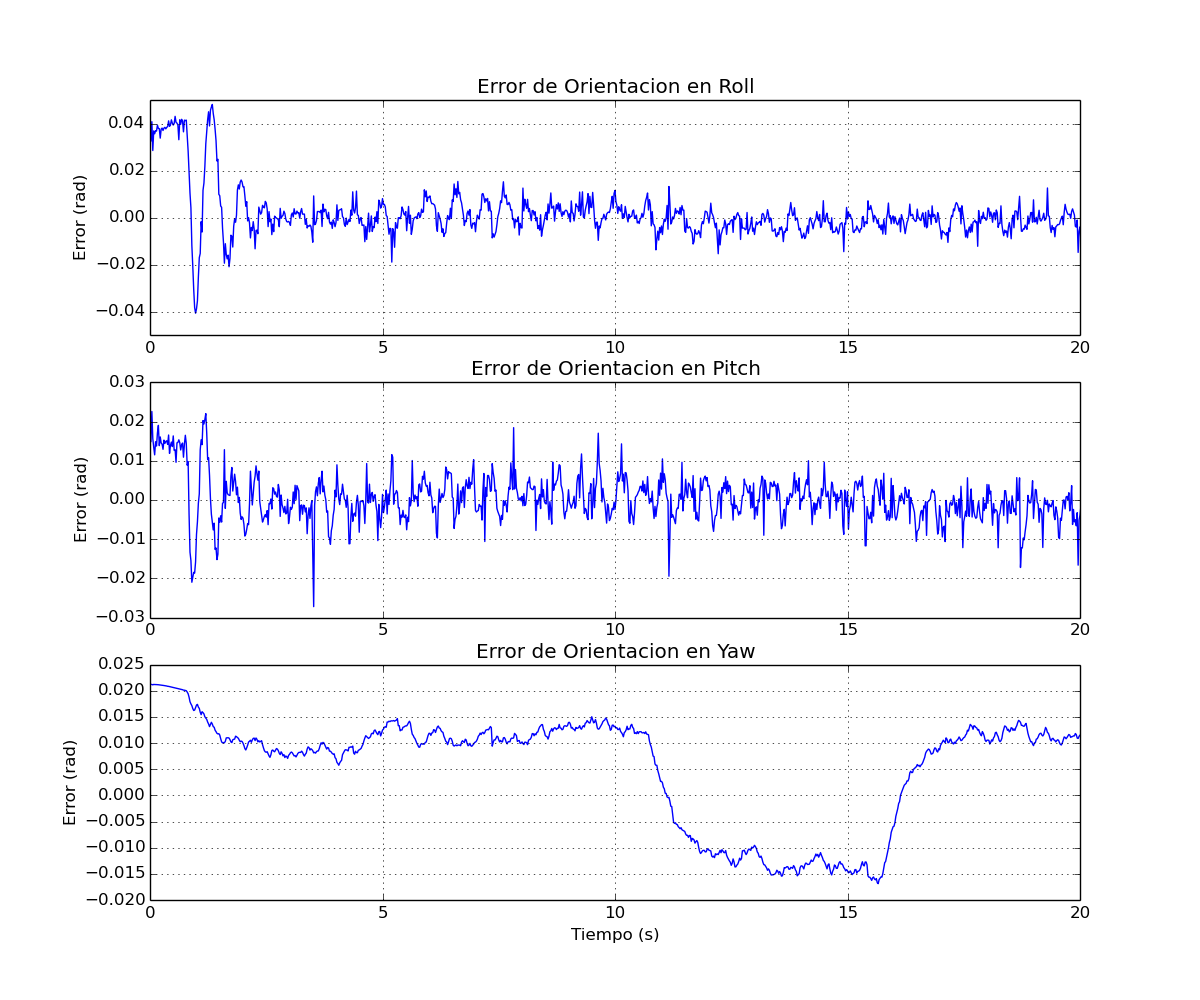 Error de Orientacion en Roll
0.04
0.02
0.00
−0.02
−0.04
Error (rad)
0 5 10 15 20
Error de Orientacion en Pitch
0.03
0.02
0.01
0.00
−0.01
−0.02
−0.03
Error (rad)
0 5 10 15 20
Error de Orientacion en Yaw
0.025
0.020
0.015
0.010
0.005
0.000
−0.005
−0.010
−0.015
−0.020
Error (rad)
0 5 10 15 20
Tiempo (s)